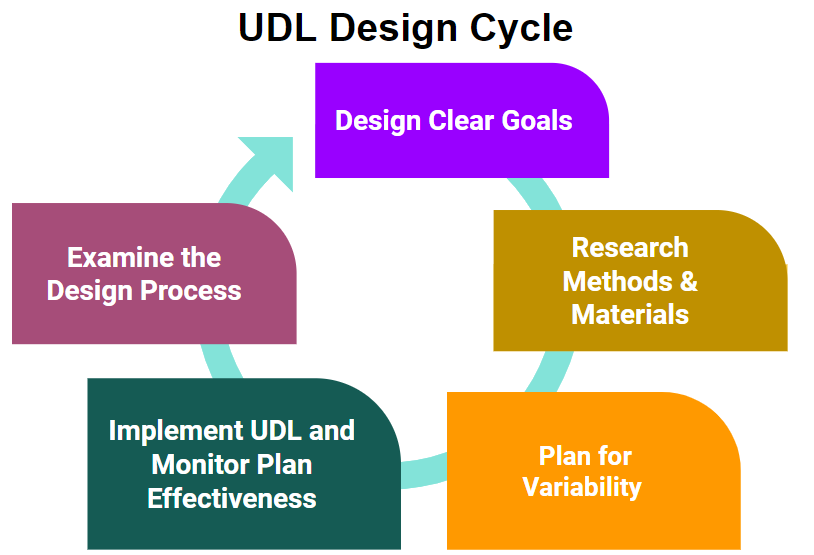 UDL Design Cycle
Design Clear Goals
Research
Methods &
Materials
Plan for
Variability
Implement UDL and
Monitor Plan
Effectiveness
Examine the
Design Process